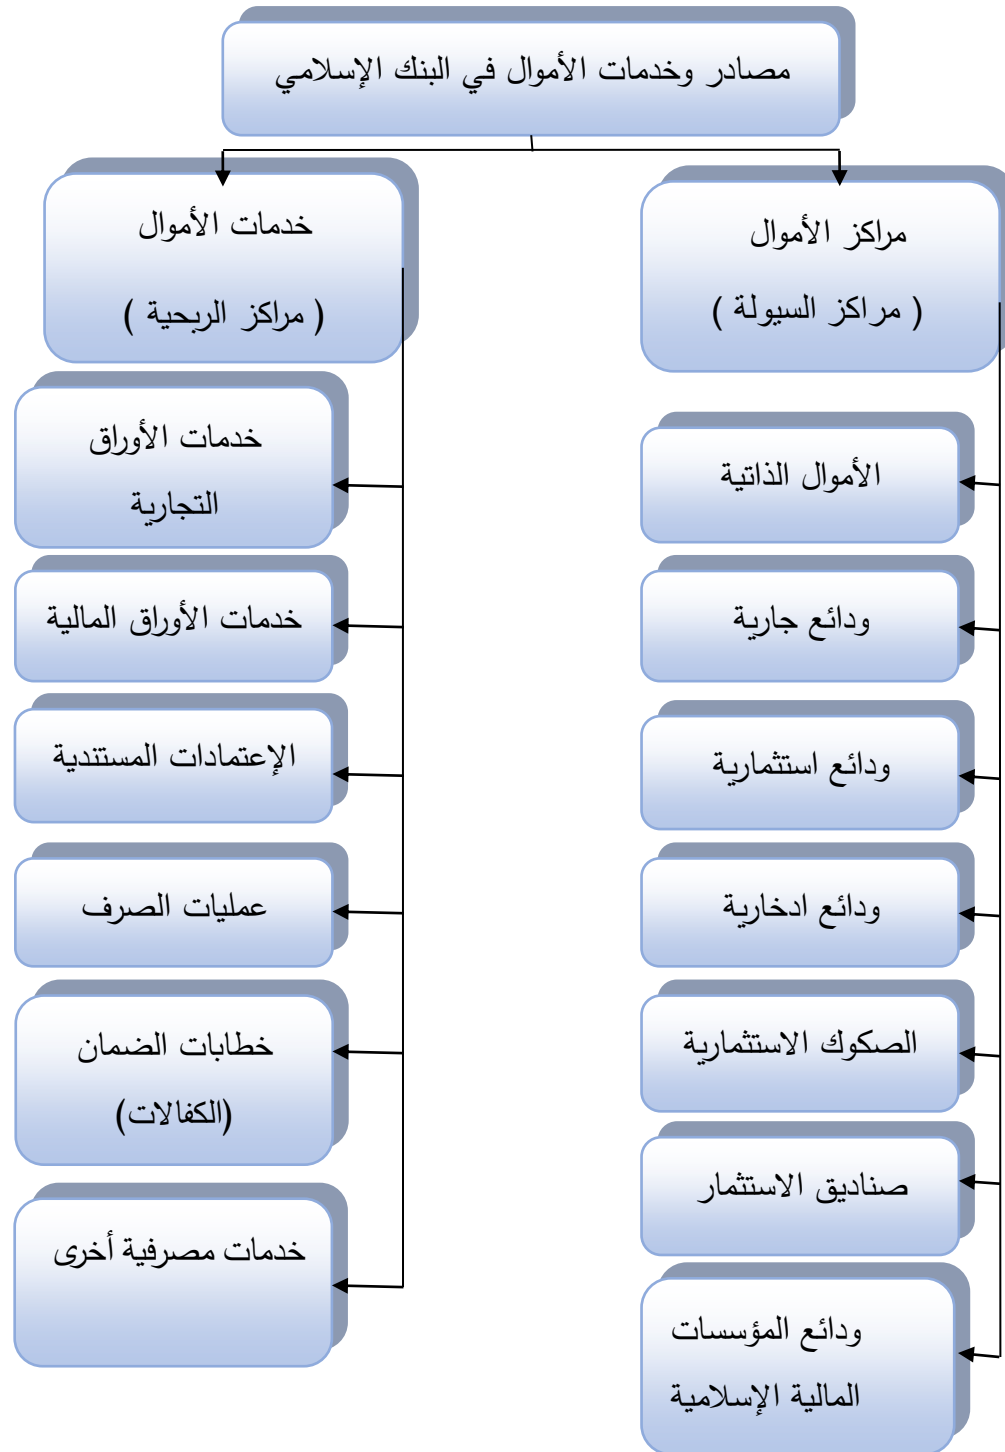 مصادر وخدمات الأموال في البنك الإسلامي
مراكز الأموال
( مراكز السيولة )
الأموال الذاتية
ودائع جارية
ودائع استثمارية
ودائع ادخارية
الصكوك الاستثمارية
صناديق الاستثمار
ودائع المؤسسات
المالية الإسلامية
خدمات الأموال
( مراكز الربحية )
خدمات الأوراق
التجارية
خدمات الأوراق المالية
الإعتمادات المستندية
عمليات الصرف
خطابات الضمان
(الكفالات)
خدمات مصرفية أخرى